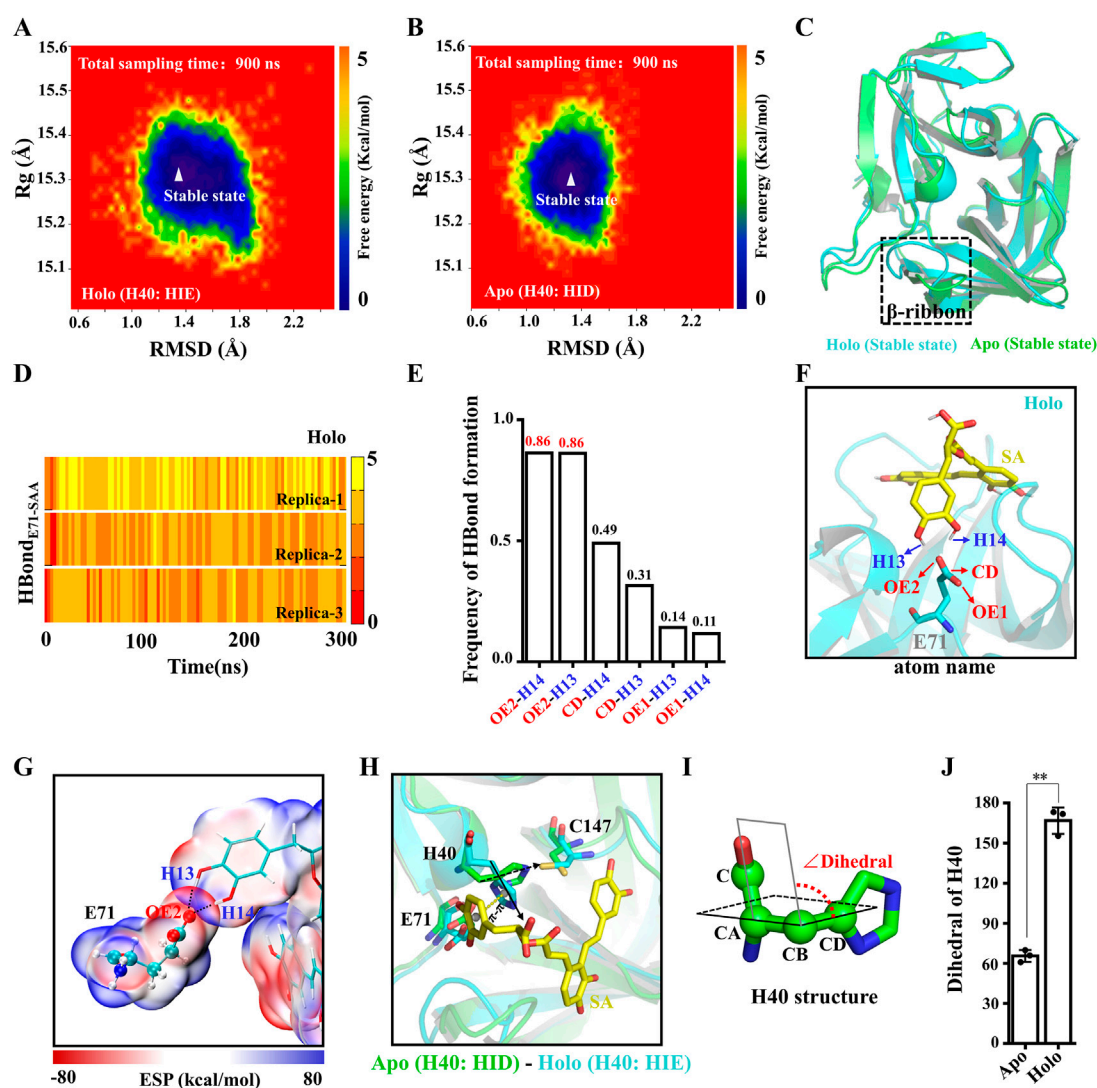 A
15.6
15.5
15.4
15.3
15.2
15.1
Rg (Å)
Total sampling time： 900 ns
Stable state
Holo (H40: HIE)
0.6
1.0
1.4
1.8
2.2
RMSD (Å)
5
0
Free energy (Kcal/mol)
B
15.6
15.5
15.4
15.3
15.2
15.1
Rg (Å)
Total sampling time： 900 ns
Stable state
Apo (H40: HID)
0.6
1.0
1.4
1.8
2.2
RMSD (Å)
5
0
Free energy (Kcal/mol)
C
β-ribbon
Holo (Stable state) Apo (Stable state)
D
Holo
HBondE71-SAA
Replica-1
Replica-2
Replica-3
5
0
0
100
200
300
Time(ns)
E
Frequency of HBond formation
1.0
0.5
0.0
0.86
0.86
0.49
0.31
0.14
0.11
OE2-H14
OE2-H13
CD-H14
CD-H13
OE1-H13
OE1-H14
F
Holo
SA
H14
H13
OE2
CD
OE1
E71
atom name
G
H13
E71
OE2
H14
-80
ESP (kcal/mol)
80
H
C147
H40
E71
π-π
SA
Apo (H40: HID) - Holo (H40: HIE)
I
∠Dihedral
C
CA
CB
CD
H40 structure
J
**
Dihedral of H40
180
150
120
90
60
30
0
Apo
Holo